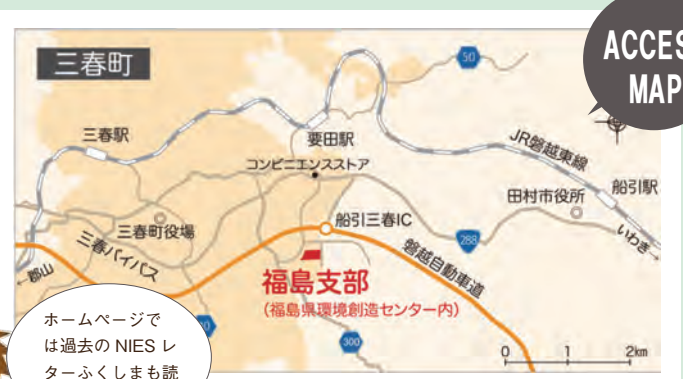 ACCES
MAP
三春町
50
三春駅
要田駅
JR磐越東線
コンビニエンスストア
船引駅
田村市役所
三春町役場
船引三春IC
いわき
三春バイパス
288
磐越自動車道
郡山
福島支部
(福島県環境創造センター内)
300
0 1 2km
ホームページで
は過去の NIES レ
ターふくしまも読